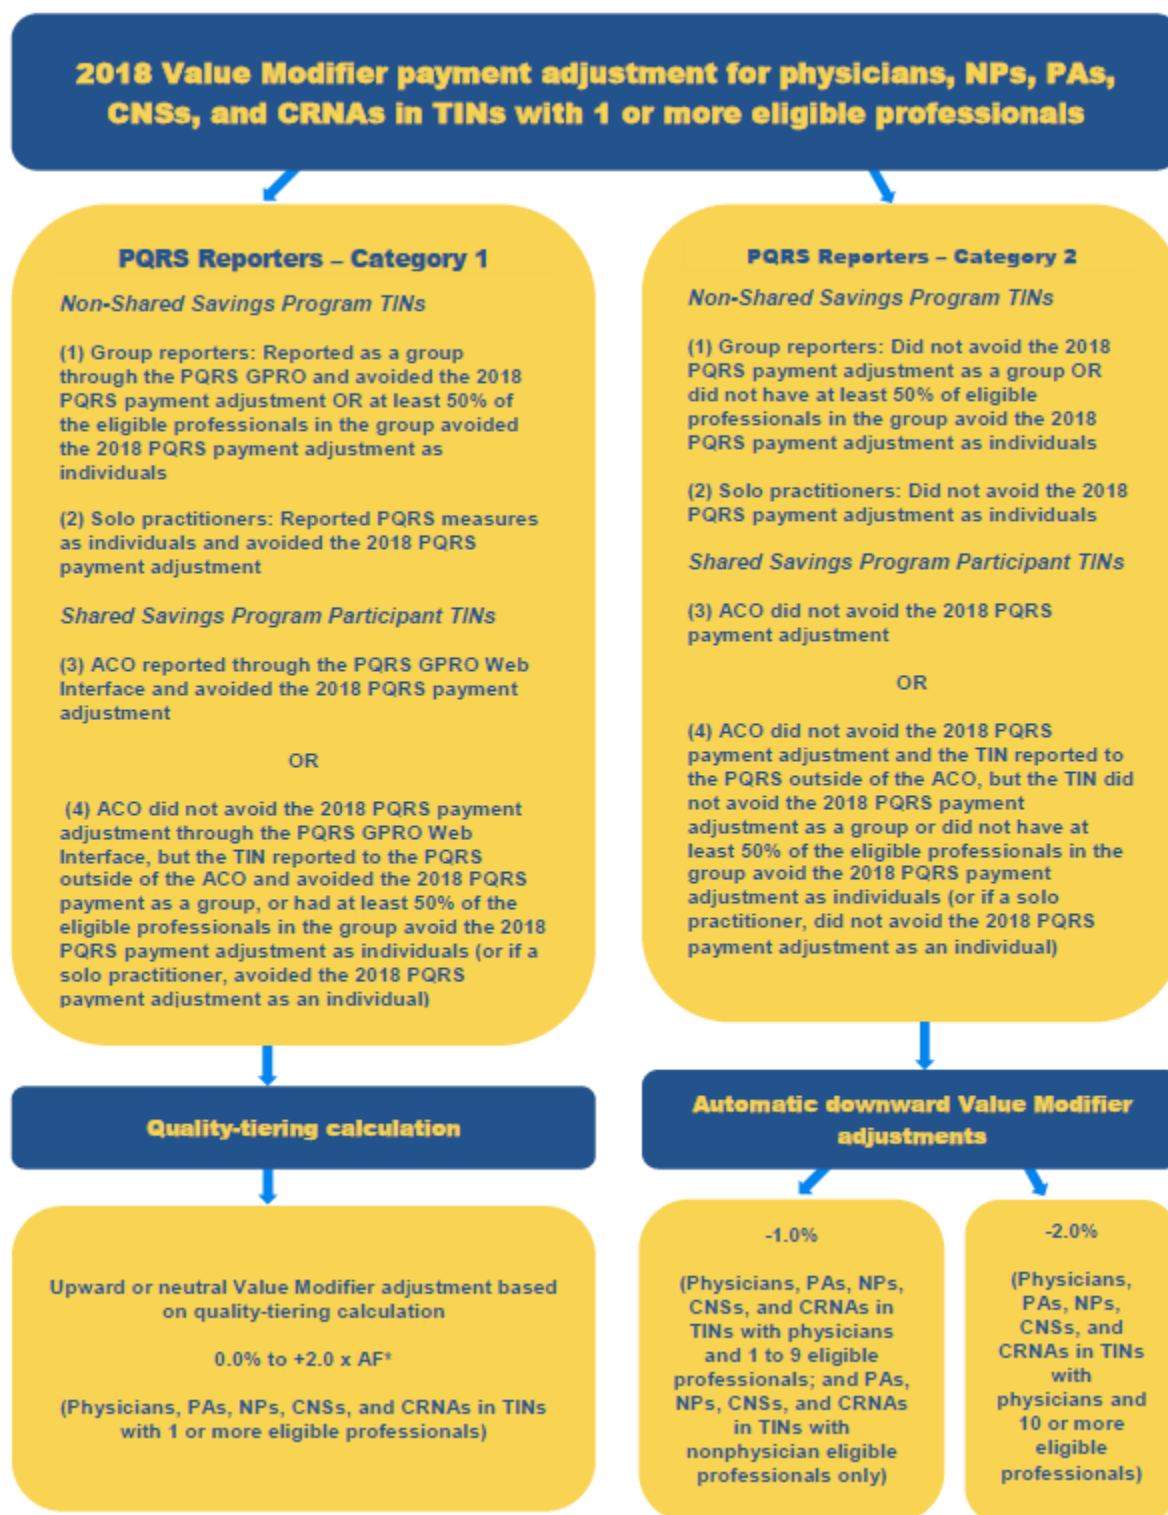 2018 Value Modifier payment adjustment for physicians, NPs, PAs,
CNSs, and CRNAs in TINs with 1 or more eligible professionals
PQRS Reporters – Category 1
Non-Shared Savings Program TINs
(1) Group reporters: Reported as a group
through the PQRS GPRO and avoided the 2018
PQRS payment adjustment OR at least 50% of
the eligible professionals in the group avoided
the 2018 PQRS payment adjustment as
individuals
(2) Solo practitioners: Reported PQRS measures
as individuals and avoided the 2018 PQRS
payment adjustment
Shared Savings Program Participant TINs
(3) ACO reported through the PQRS GPRO Web
Interface and avoided the 2018 PQRS payment
adjustment
OR
(4) ACO did not avoid the 2018 PQRS payment
adjustment through the PQRS GPRO Web
Interface, but the TIN reported to the PQRS
outside of the ACO and avoided the 2018 PQRS
payment as a group, or had at least 50% of the
eligible professionals in the group avoid the 2018
PQRS payment adjustment as individuals (or if a
solo practitioner, avoided the 2018 PQRS
payment adjustment as an individual)
Quality-tiering calculation
Upward or neutral Value Modifier adjustment based
on quality-tiering calculation
0.0% to +2.0 x AF*
(Physicians, PAs, NPs, CNSs, and CRNAs in TINs
with 1 or more eligible professionals)
PQRS Reporters – Category 2
Non-Shared Savings Program TINs
(1) Group reporters: Did not avoid the 2018
PQRS payment adjustment as a group OR
did not have at least 50% of eligible
professionals in the group avoid the 2018
PQRS payment adjustment as individuals
(2) Solo practitioners: Did not avoid the 2018
PQRS payment adjustment as individuals
Shared Savings Program Participant TINs
(3) ACO did not avoid the 2018 PQRS
payment adjustment
OR
(4) ACO did not avoid the 2018 PQRS
payment adjustment and the TIN reported to
the PQRS outside of the ACO, but the TIN did
not avoid the 2018 PQRS payment
adjustment as a group or did not have at
least 50% of the eligible professionals in the
group avoid the 2018 PQRS payment
adjustment as individuals (or if a solo
practitioner, did not avoid the 2018 PQRS
payment adjustment as an individual)
Automatic downward Value Modifier
adjustments
-1.0%
(Physicians, PAs, NPs,
CNSs, and CRNAs in
TINs with physicians
and 1 to 9 eligible
professionals; and PAs,
NPs, CNSs, and CRNAs
in TINs with
nonphysician eligible
professionals only)
-2.0%
(Physicians,
PAs, NPs,
CNSs, and
CRNAs in TINs
with
physicians and
10 or more
eligible
professionals)